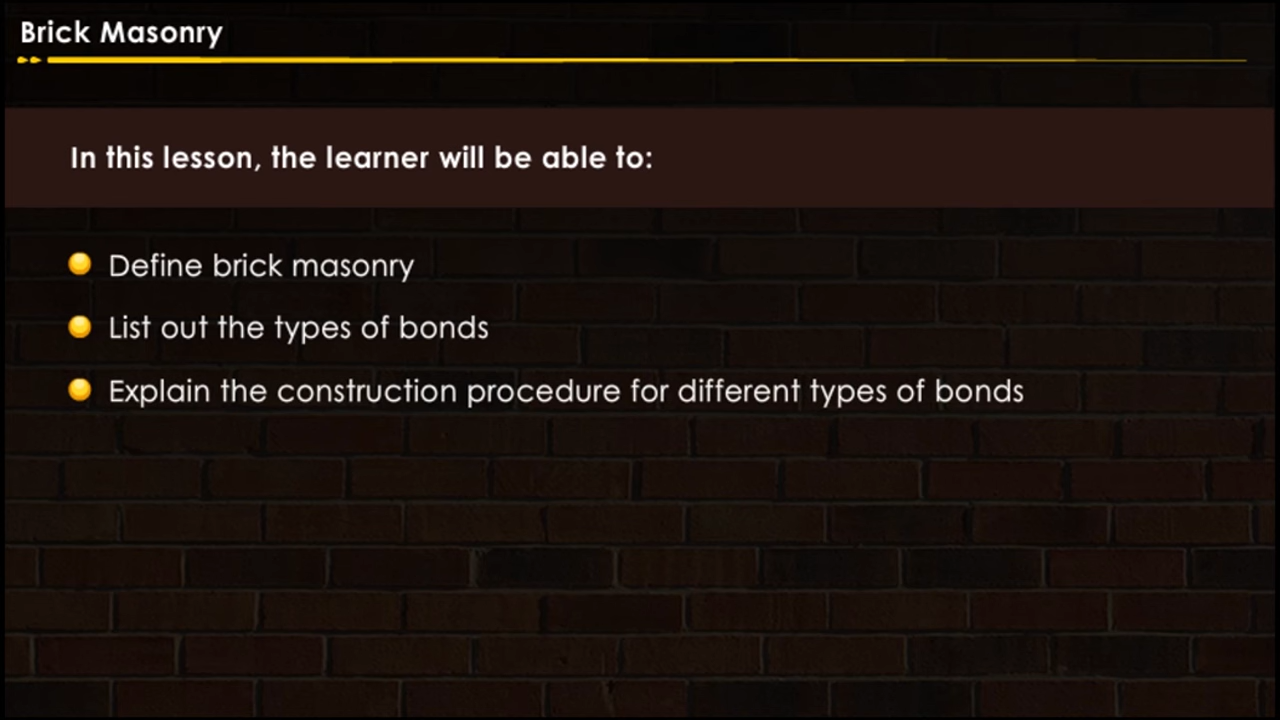 Brick Masonry
In this lesson, the learner will be able to:
Define brick masonry
List out the types of bonds
Explain the construction procedure for different types of bonds